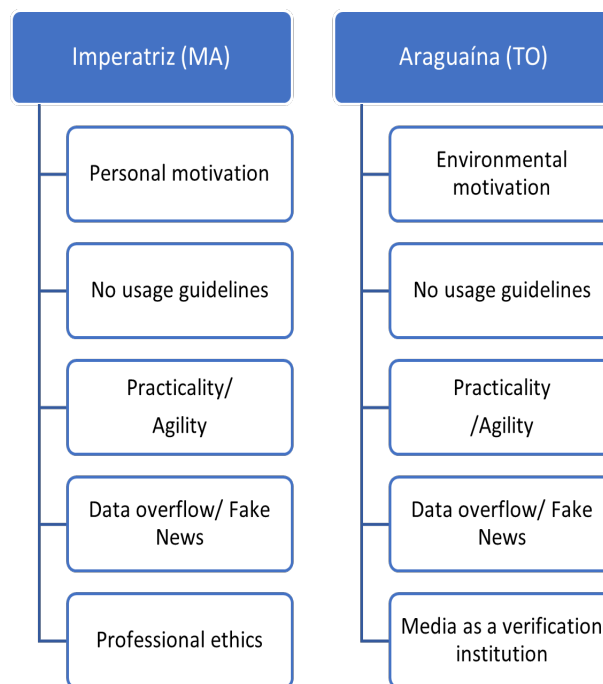 Imperatriz (MA)
Personal motivation
No usage guidelines
Practicality/
Agility
Data overflow/ Fake
News
Professional ethics
Araguaína (TO)
Environmental
motivation
No usage guidelines
Practicality
/Agility
Data overflow/ Fake
News
Media as a verification
institution